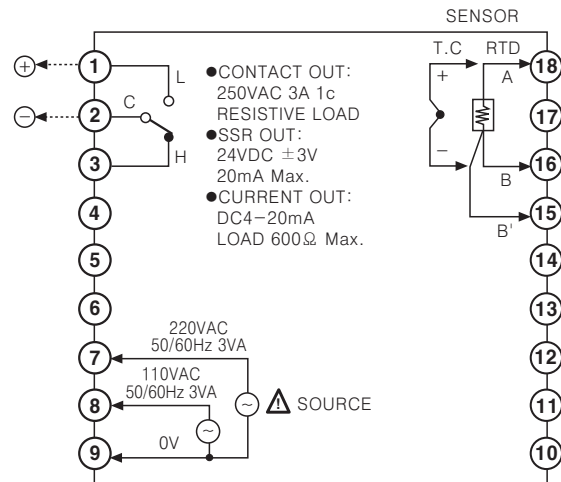 SENSOR
+ 1 L
− 2 C
3 H
4
5
6
●CONTACT OUT:
250VAC 3A 1c
RESISTIVE LOAD
●SSR OUT:
24VDC ±3V
20mA Max.
●CURRENT OUT:
DC4−20mA
LOAD 600Ω Max.
T.C RTD
+ A 18
17
− B 16
B' 15
14
13
12
11
10
220VAC
50/60Hz 3VA
7
110VAC
50/60Hz 3VA
8
~ ! SOURCE
~
0V
9